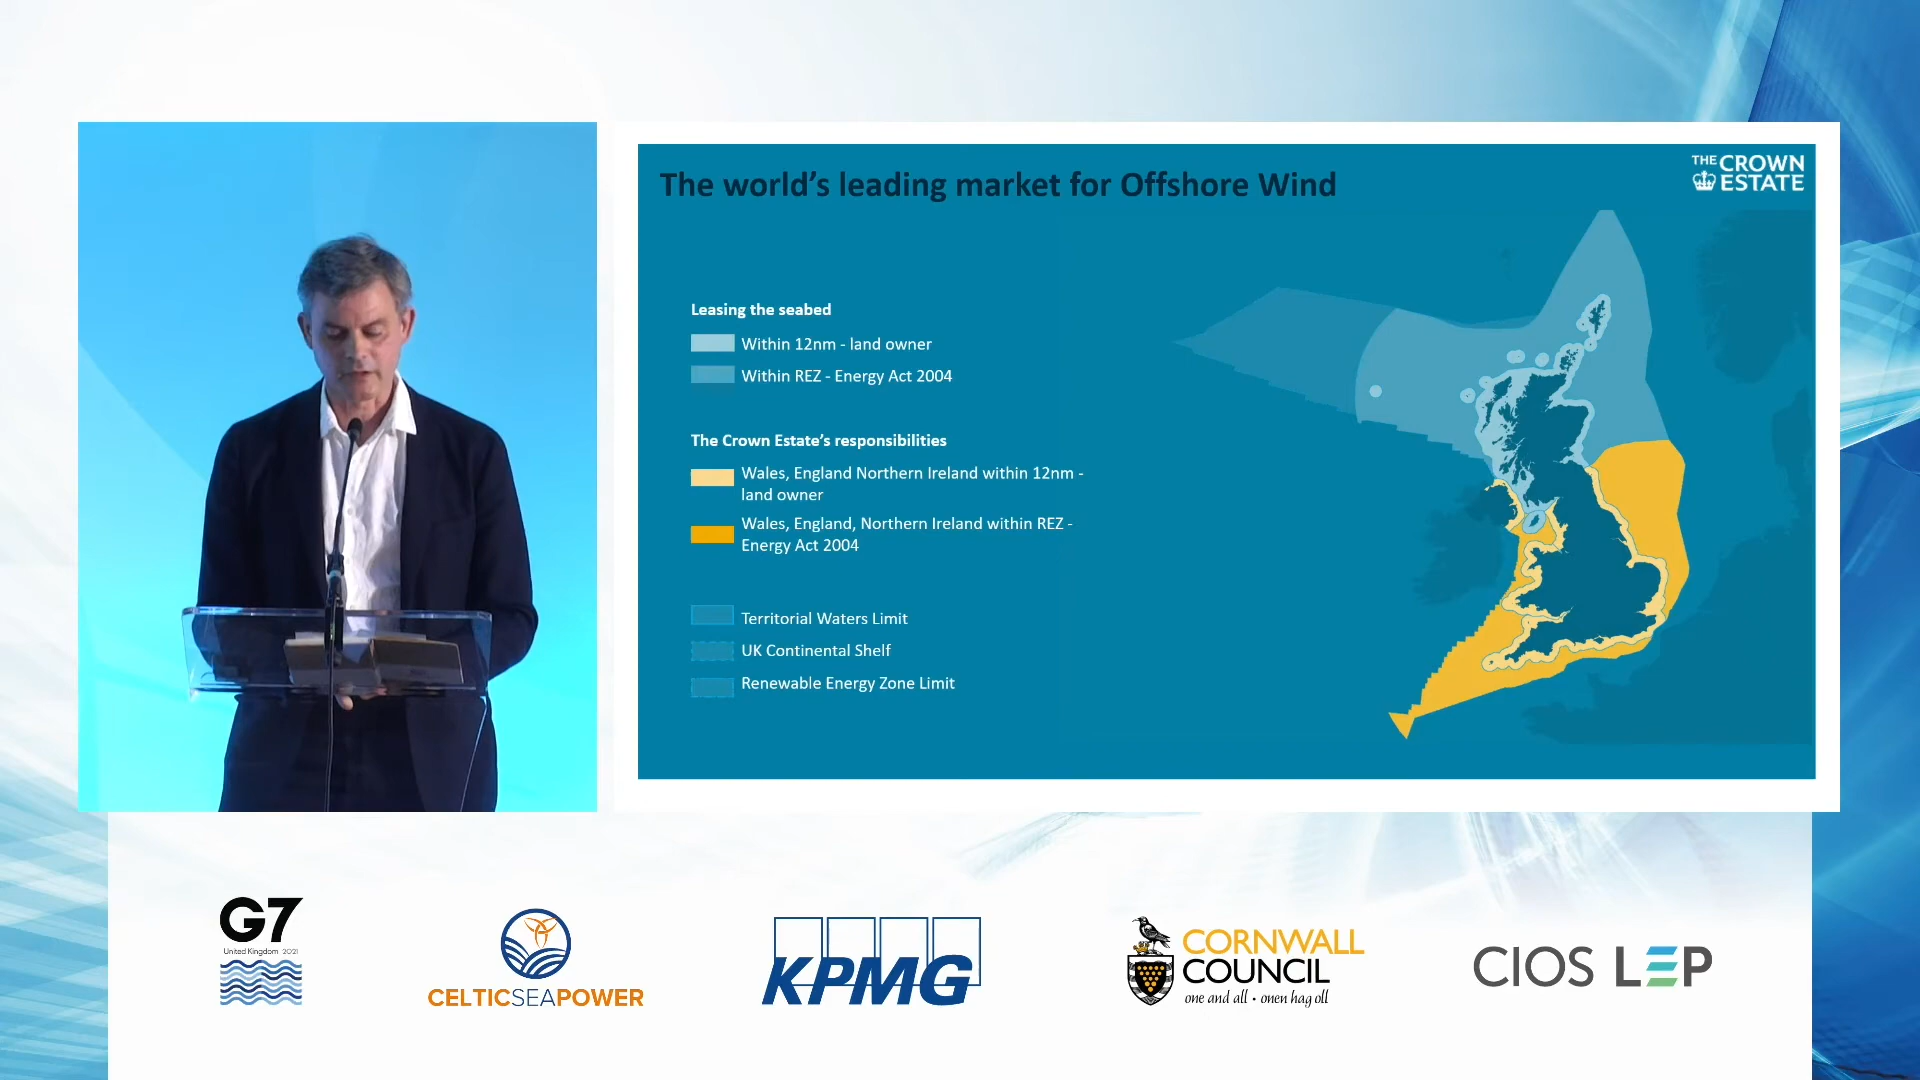 The world's leading market for Offshore Wind
THE CROWN
ESTATE
Leasing the seabed
Within 12nm - land owner
Within REZ - Energy Act 2004
The Crown Estate's responsibilities
Wales, England Northern Ireland within 12nm -
land owner
Wales, England, Northern Ireland within REZ -
Energy Act 2004
Territorial Waters Limit
UK Continental Shelf
Renewable Energy Zone Limit
G7
United Kingdom 2021
CELTICSEAPOWER
KPMG
CORNWALL
COUNCIL
one and all • onen hag oll
CIOS LEP